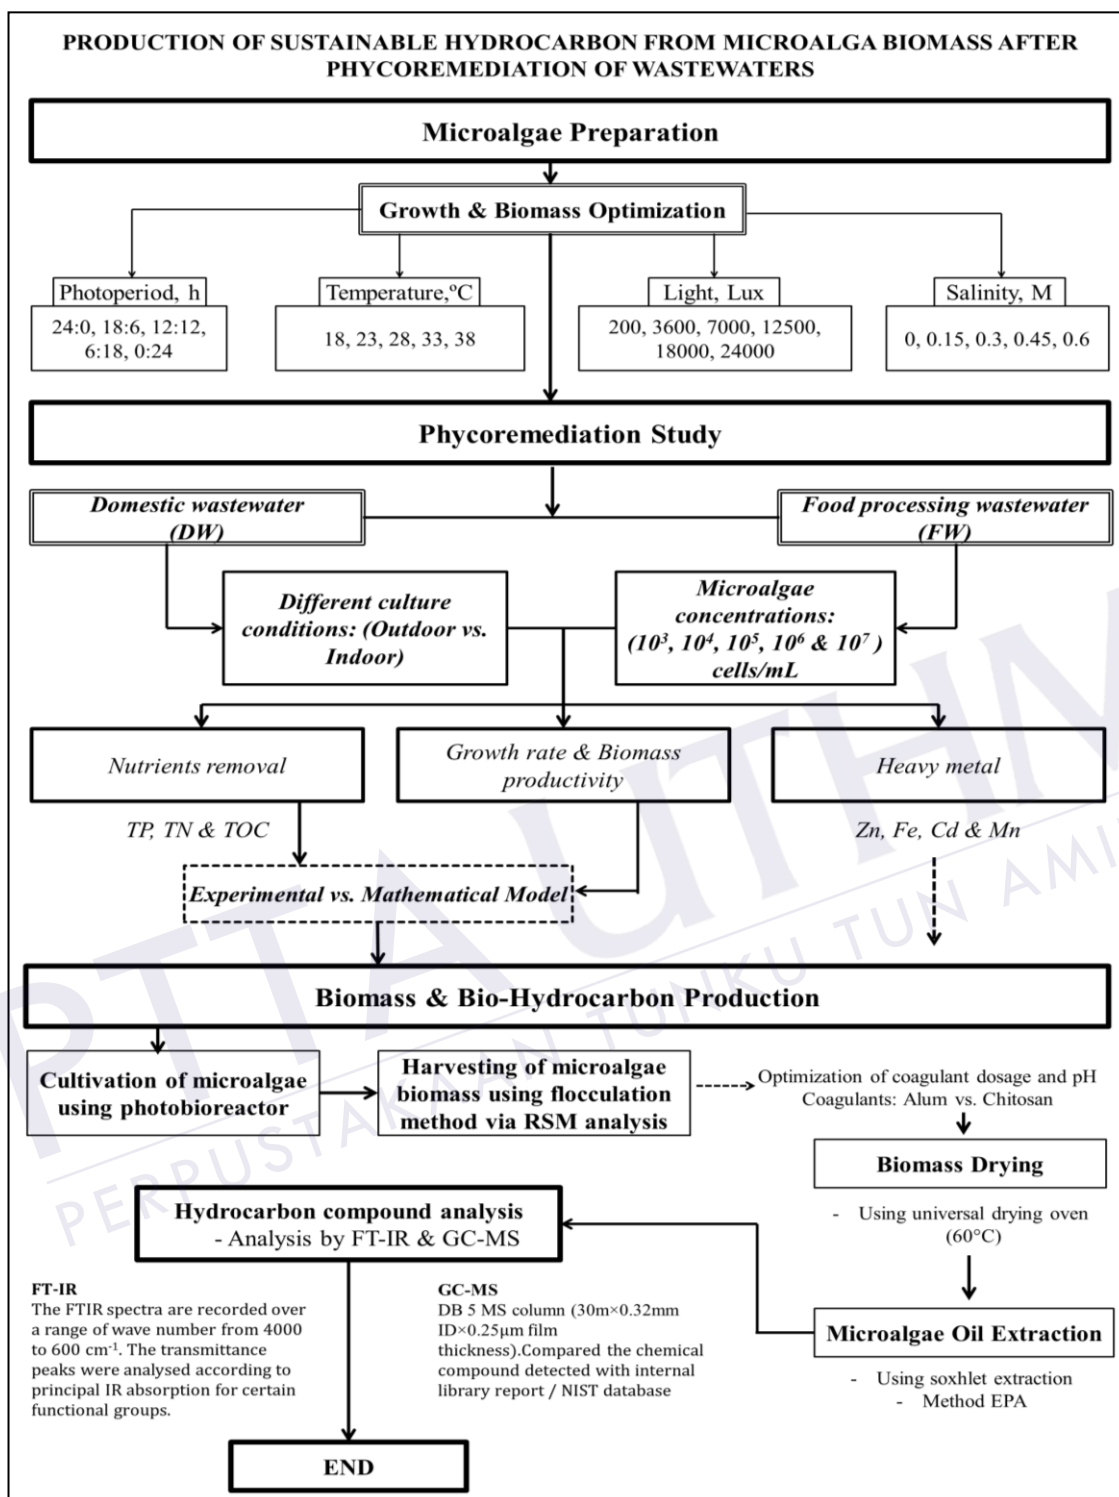 PRODUCTION OF SUSTAINABLE HYDROCARBON FROM MICROALGA BIOMASS AFTER
PHYCOREMEDIATION OF WASTEWATERS
Microalgae Preparation
Growth & Biomass Optimization
Photoperiod, h
24:0, 18:6, 12:12,
6:18, 0:24
Temperature,ºC
18, 23, 28, 33, 38
Light, Lux
200, 3600, 7000, 12500,
18000, 24000
Salinity, M
0, 0.15, 0.3, 0.45, 0.6
Phycoremediation Study
Domestic wastewater
(DW)
Food processing wastewater
(FW)
Different culture
conditions: (Outdoor vs.
Indoor)
Microalgae
concentrations:
(10³, 10⁴, 10⁵, 10⁶ & 10⁷ )
cells/mL
Nutrients removal
Growth rate & Biomass
productivity
Heavy metal
TP, TN & TOC
Zn, Fe, Cd & Mn
Experimental vs. Mathematical Model
Biomass & Bio-Hydrocarbon Production
Cultivation of microalgae
using photobioreactor
Harvesting of microalgae
biomass using flocculation
method via RSM analysis
Optimization of coagulant dosage and pH
Coagulants: Alum vs. Chitosan
Biomass Drying
- Using universal drying oven
(60°C)
Microalgae Oil Extraction
- Using soxhlet extraction
- Method EPA
Hydrocarbon compound analysis
- Analysis by FT-IR & GC-MS
FT-IR
The FTIR spectra are recorded over
a range of wave number from 4000
to 600 cm⁻¹. The transmittance
peaks were analysed according to
principal IR absorption for certain
functional groups.
GC-MS
DB 5 MS column (30m×0.32mm
ID×0.25µm film
thickness).Compared the chemical
compound detected with internal
library report / NIST database
END
PTTA UTHM
PERPUSTAKAAN TUNKU TUN AMI